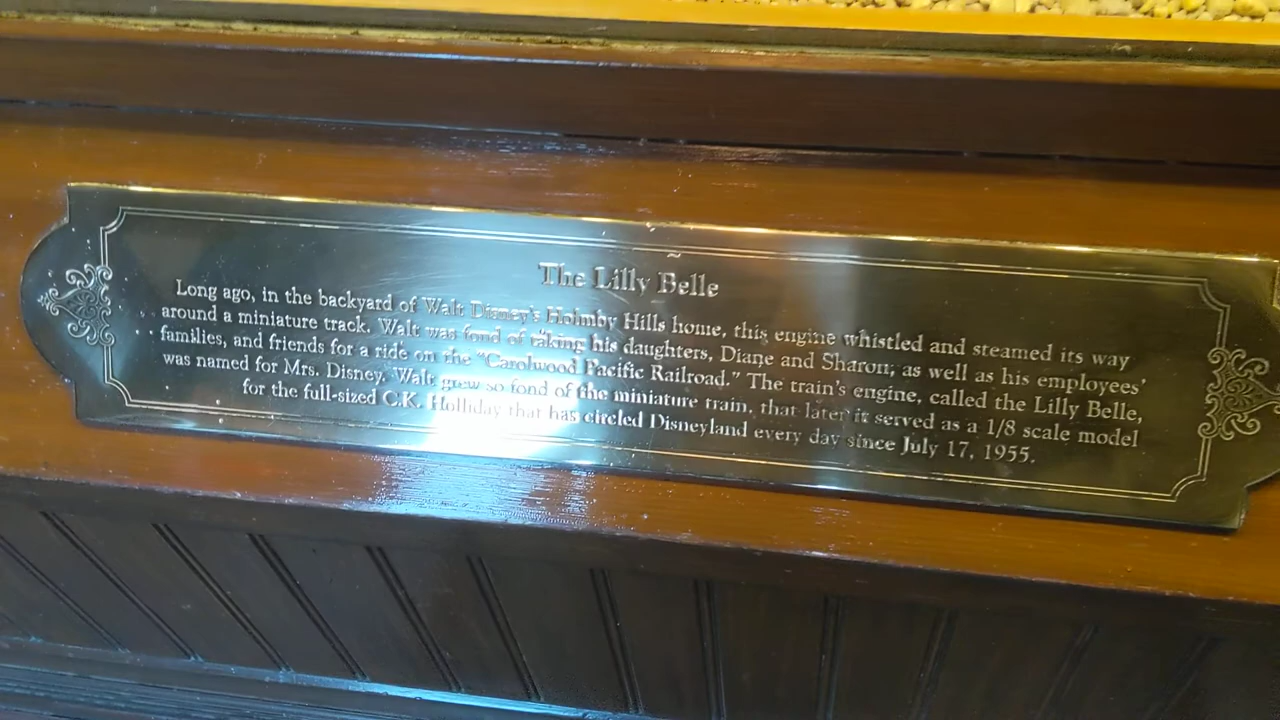 The Lilly Belle
Long ago, in the backyard of Walt Disney's Holmby Hills home, this engine whistled and steamed its way
around a miniature track. Walt was fond of taking his daughters, Diane and Sharon, as well as his employees'
families, and friends for a ride on the "Carolwood Pacific Railroad." The train's engine, called the Lilly Belle,
was named for Mrs. Disney. Walt grew so fond of the miniature train, that later it served as a 1/8 scale model
for the full-sized C.K. Holliday that has circled Disneyland every day since July 17, 1955.